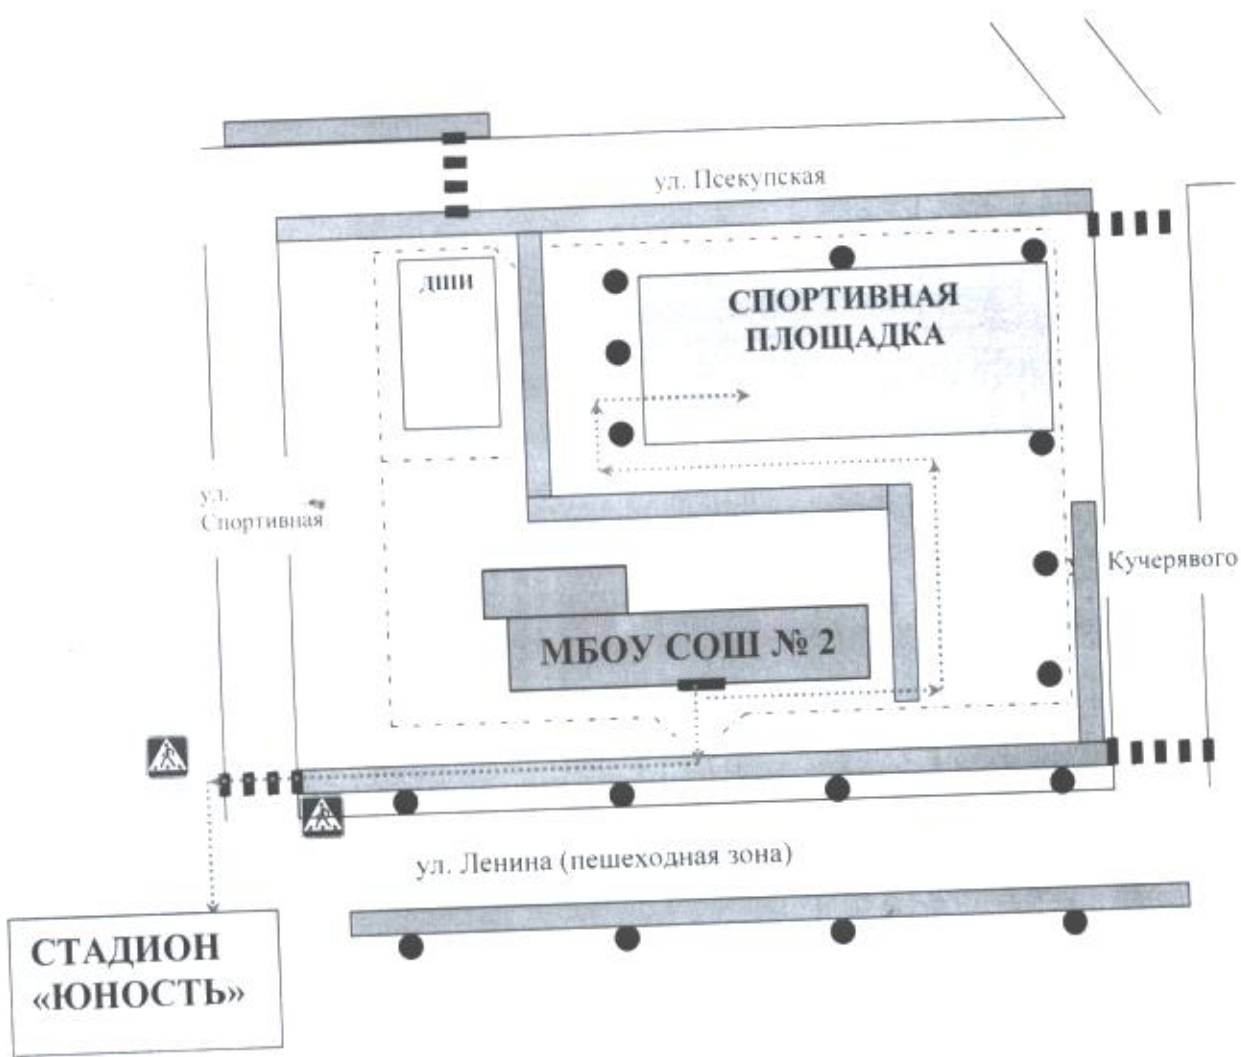 ул. Псекупская
ДШИ
СПОРТИВНАЯ
ПЛОЩАДКА
ул.
Спортивная
Кучерявого
МБОУ СОШ № 2
ул. Ленина (пешеходная зона)
СТАДИОН
«ЮНОСТЬ»